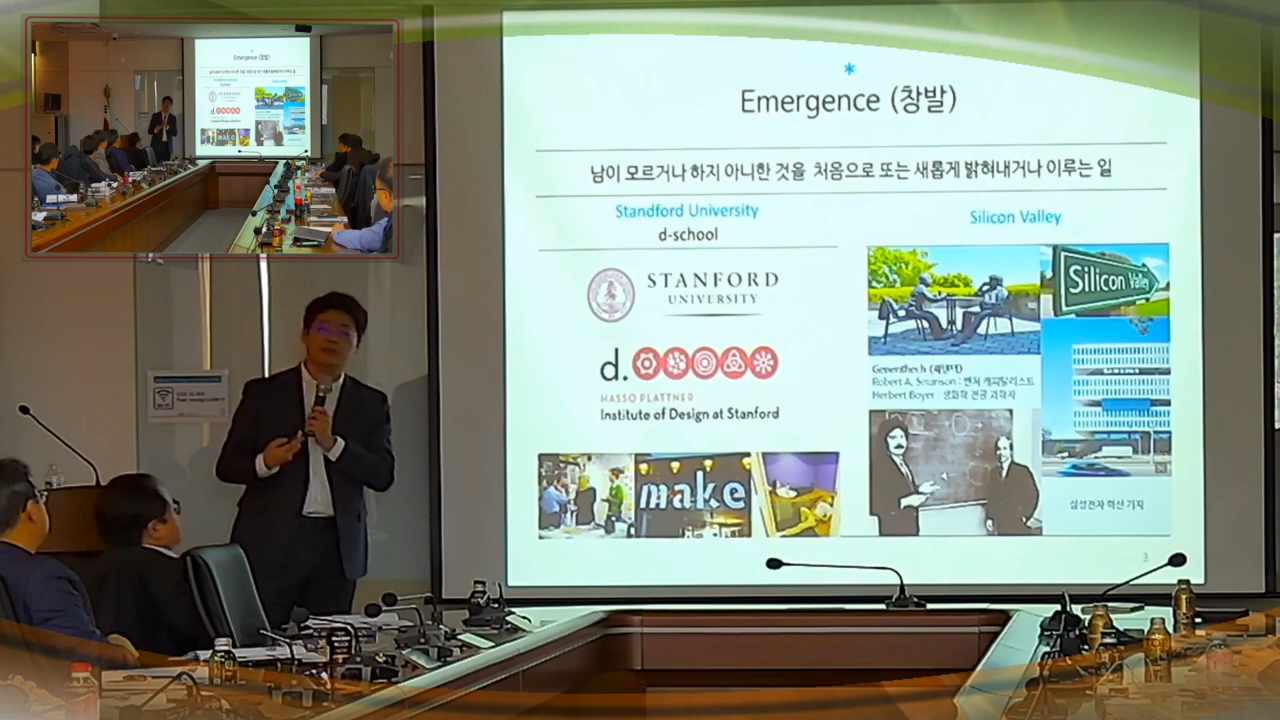 Emergence (창발)
남이 모르거나 하지 아니한 것을 처음으로 또는 새롭게 밝혀내거나 이루는 일
Standford University
d-school
STANFORD
UNIVERSITY
d.
HASSO PLATTNER
Institute of Design at Stanford
make
Silicon Valley
Silicon Valley
Genenthech (제넨텍)
Robert A. Swanson : 벤처 캐피탈리스트
Herbert Boyer : 생화학 전공 과학자
삼성전자 혁신 기지
3